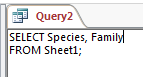 Query2
SELECT Species, Family
FROM Sheet1;